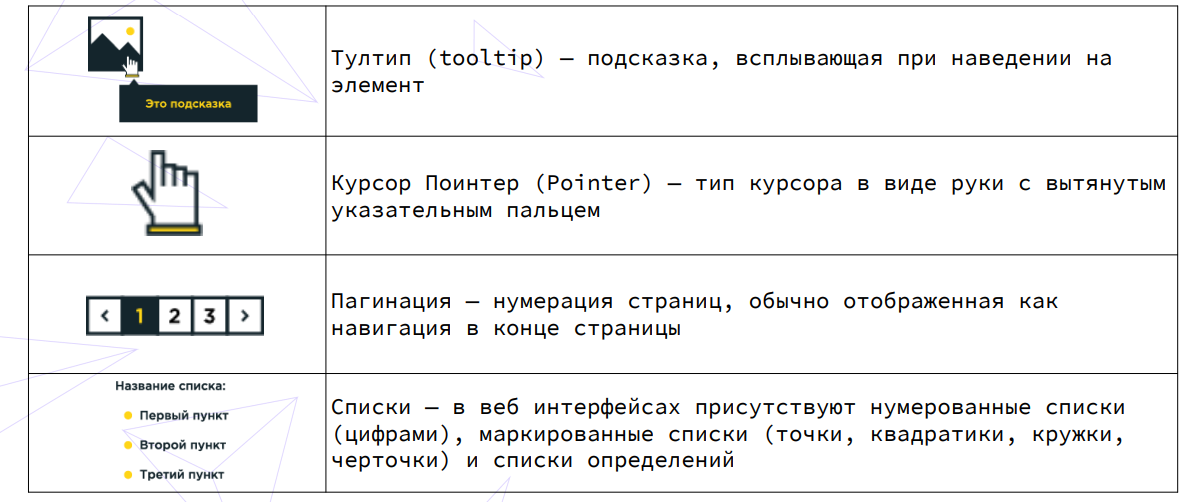 Это подсказка
Тултип (tooltip) — подсказка, всплывающая при наведении на
элемент
Курсор Поинтер (Pointer) — тип курсора в виде руки с вытянутым
указательным пальцем
< 1 2 3 >
Пагинация — нумерация страниц, обычно отображенная как
навигация в конце страницы
Название списка:
Первый пункт
Второй пункт
Третий пункт
Списки — в веб интерфейсах присутствуют нумерованные списки
(цифрами), маркированные списки (точки, квадратики, кружки,
черточки) и списки определений